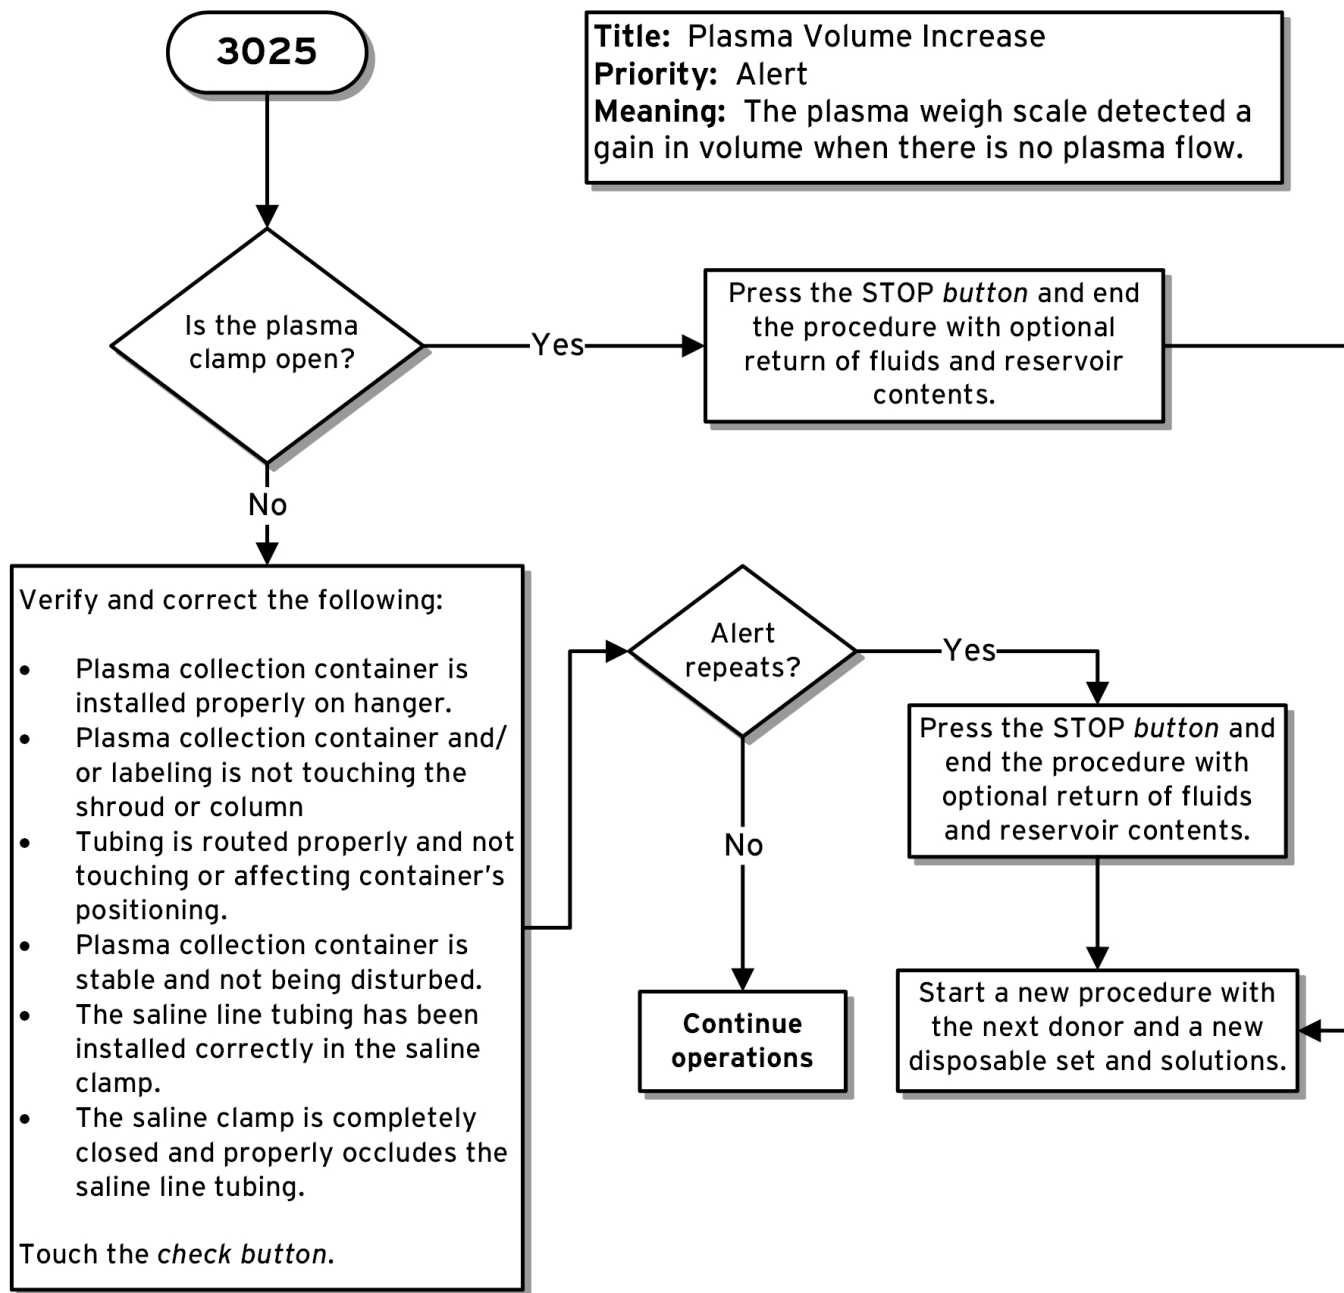 3025
Title: Plasma Volume Increase
Priority: Alert
Meaning: The plasma weigh scale detected a
gain in volume when there is no plasma flow.
Is the plasma
clamp open?
Yes
Press the STOP button and end
the procedure with optional
return of fluids and reservoir
contents.
No
Verify and correct the following:
• Plasma collection container is
installed properly on hanger.
• Plasma collection container and/
or labeling is not touching the
shroud or column
• Tubing is routed properly and not
touching or affecting container's
positioning.
• Plasma collection container is
stable and not being disturbed.
• The saline line tubing has been
installed correctly in the saline
clamp.
• The saline clamp is completely
closed and properly occludes the
saline line tubing.
Touch the check button.
Alert
repeats?
Yes
Press the STOP button and
end the procedure with
optional return of fluids
and reservoir contents.
No
Continue
operations
Start a new procedure with
the next donor and a new
disposable set and solutions.